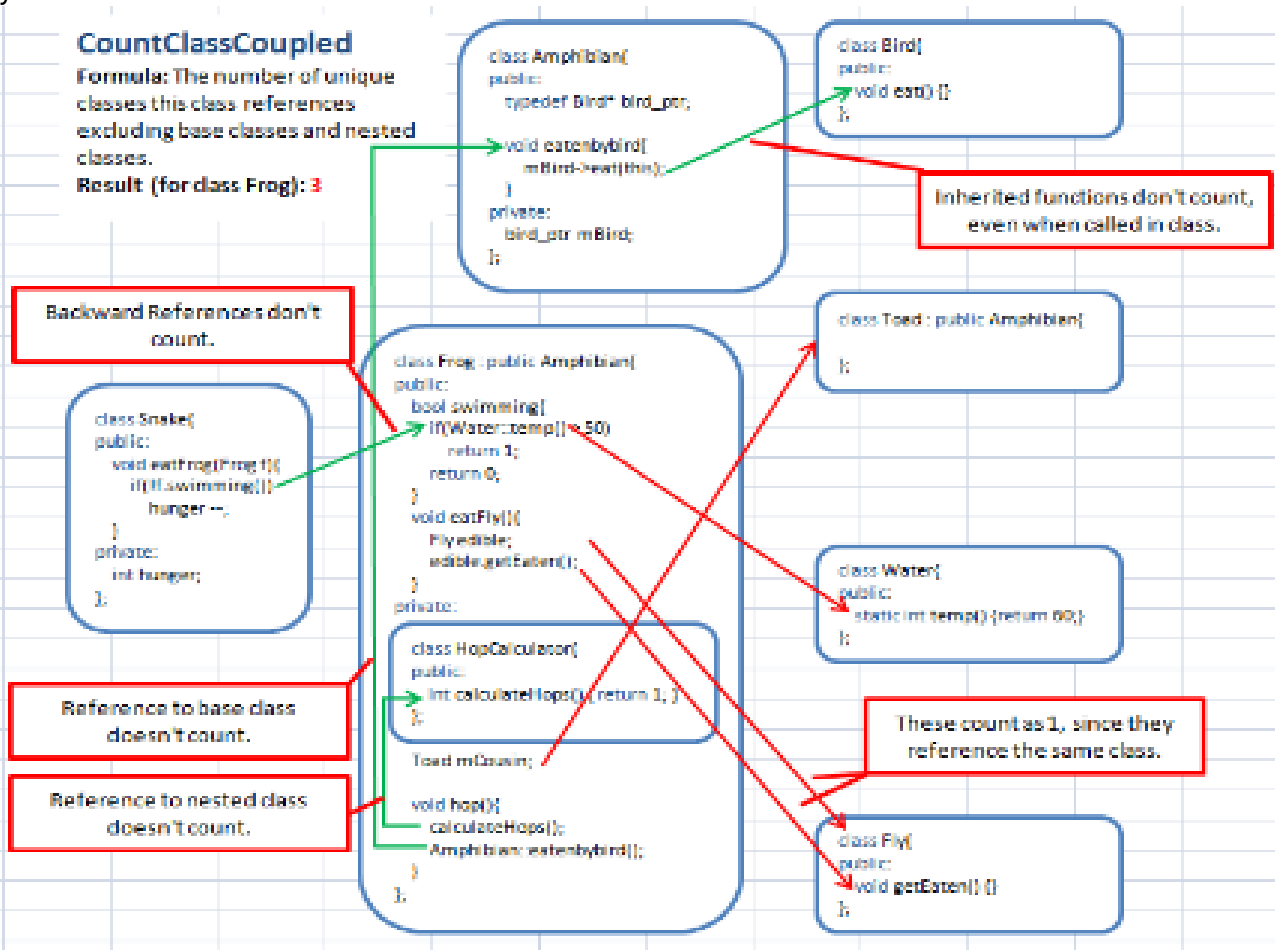 CountClassCoupled
Formula: The number of unique
classes this class references
excluding base classes and nested
classes.
Result (for class Frog): 3
class Amphibian{
public:
typedef Bird* bird_ptr;
void eatenbybird{
mBird->eat(this);
}
private:
bird_ptr mBird;
};
class Bird{
public:
void eat() {}
};
Inherited functions don't count,
even when called in class.
Backward References don't
count.
class Snake{
public:
void eatFrog(Frog f){
if(!f.swimming())
hunger --;
}
private:
int hunger;
};
class Frog : public Amphibian{
public:
bool swimming{
if(Water::temp() > 50)
return 1;
return 0;
}
void eatFly(){
Fly edible;
edible.getEaten();
}
private:
class HopCalculator{
public:
int calculateHops() { return 1; }
};
Toad mCousin;
void hop(){
calculateHops();
Amphibian::eatenbybird();
}
};
class Toad : public Amphibian{
};
class Water{
public:
static int temp() {return 60;}
};
Reference to base class
doesn't count.
Reference to nested class
doesn't count.
These count as 1, since they
reference the same class.
class Fly{
public:
void getEaten() {}
};